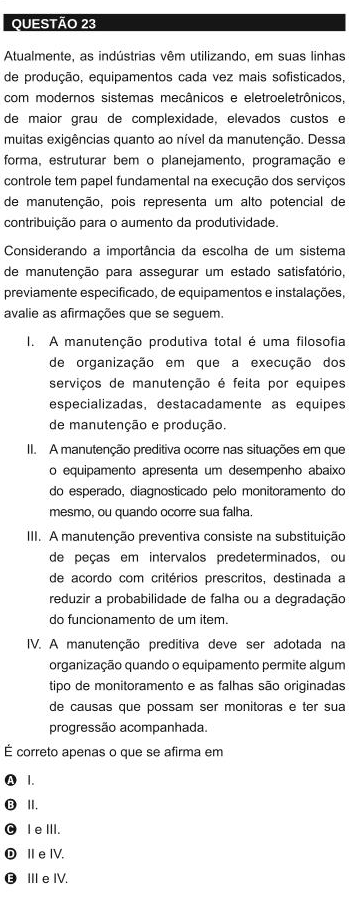 QUESTÃO 23
Atualmente, as indústrias vêm utilizando, em suas linhas
de produção, equipamentos cada vez mais sofisticados,
com modernos sistemas mecânicos e eletroeletrônicos,
de maior grau de complexidade, elevados custos e
muitas exigências quanto ao nível da manutenção. Dessa
forma, estruturar bem o planejamento, programação e
controle tem papel fundamental na execução dos serviços
de manutenção, pois representa um alto potencial de
contribuição para o aumento da produtividade.
Considerando a importância da escolha de um sistema
de manutenção para assegurar um estado satisfatório,
previamente especificado, de equipamentos e instalações,
avalie as afirmações que se seguem.
I. A manutenção produtiva total é uma filosofia
de organização em que a execução dos
serviços de manutenção é feita por equipes
especializadas, destacadamente as equipes
de manutenção e produção.
II. A manutenção preditiva ocorre nas situações em que
o equipamento apresenta um desempenho abaixo
do esperado, diagnosticado pelo monitoramento do
mesmo, ou quando ocorre sua falha.
III. A manutenção preventiva consiste na substituição
de peças em intervalos predeterminados, ou
de acordo com critérios prescritos, destinada a
reduzir a probabilidade de falha ou a degradação
do funcionamento de um item.
IV. A manutenção preditiva deve ser adotada na
organização quando o equipamento permite algum
tipo de monitoramento e as falhas são originadas
de causas que possam ser monitoras e ter sua
progressão acompanhada.
É correto apenas o que se afirma em
A I.
B II.
C I e III.
D II e IV.
E III e IV.